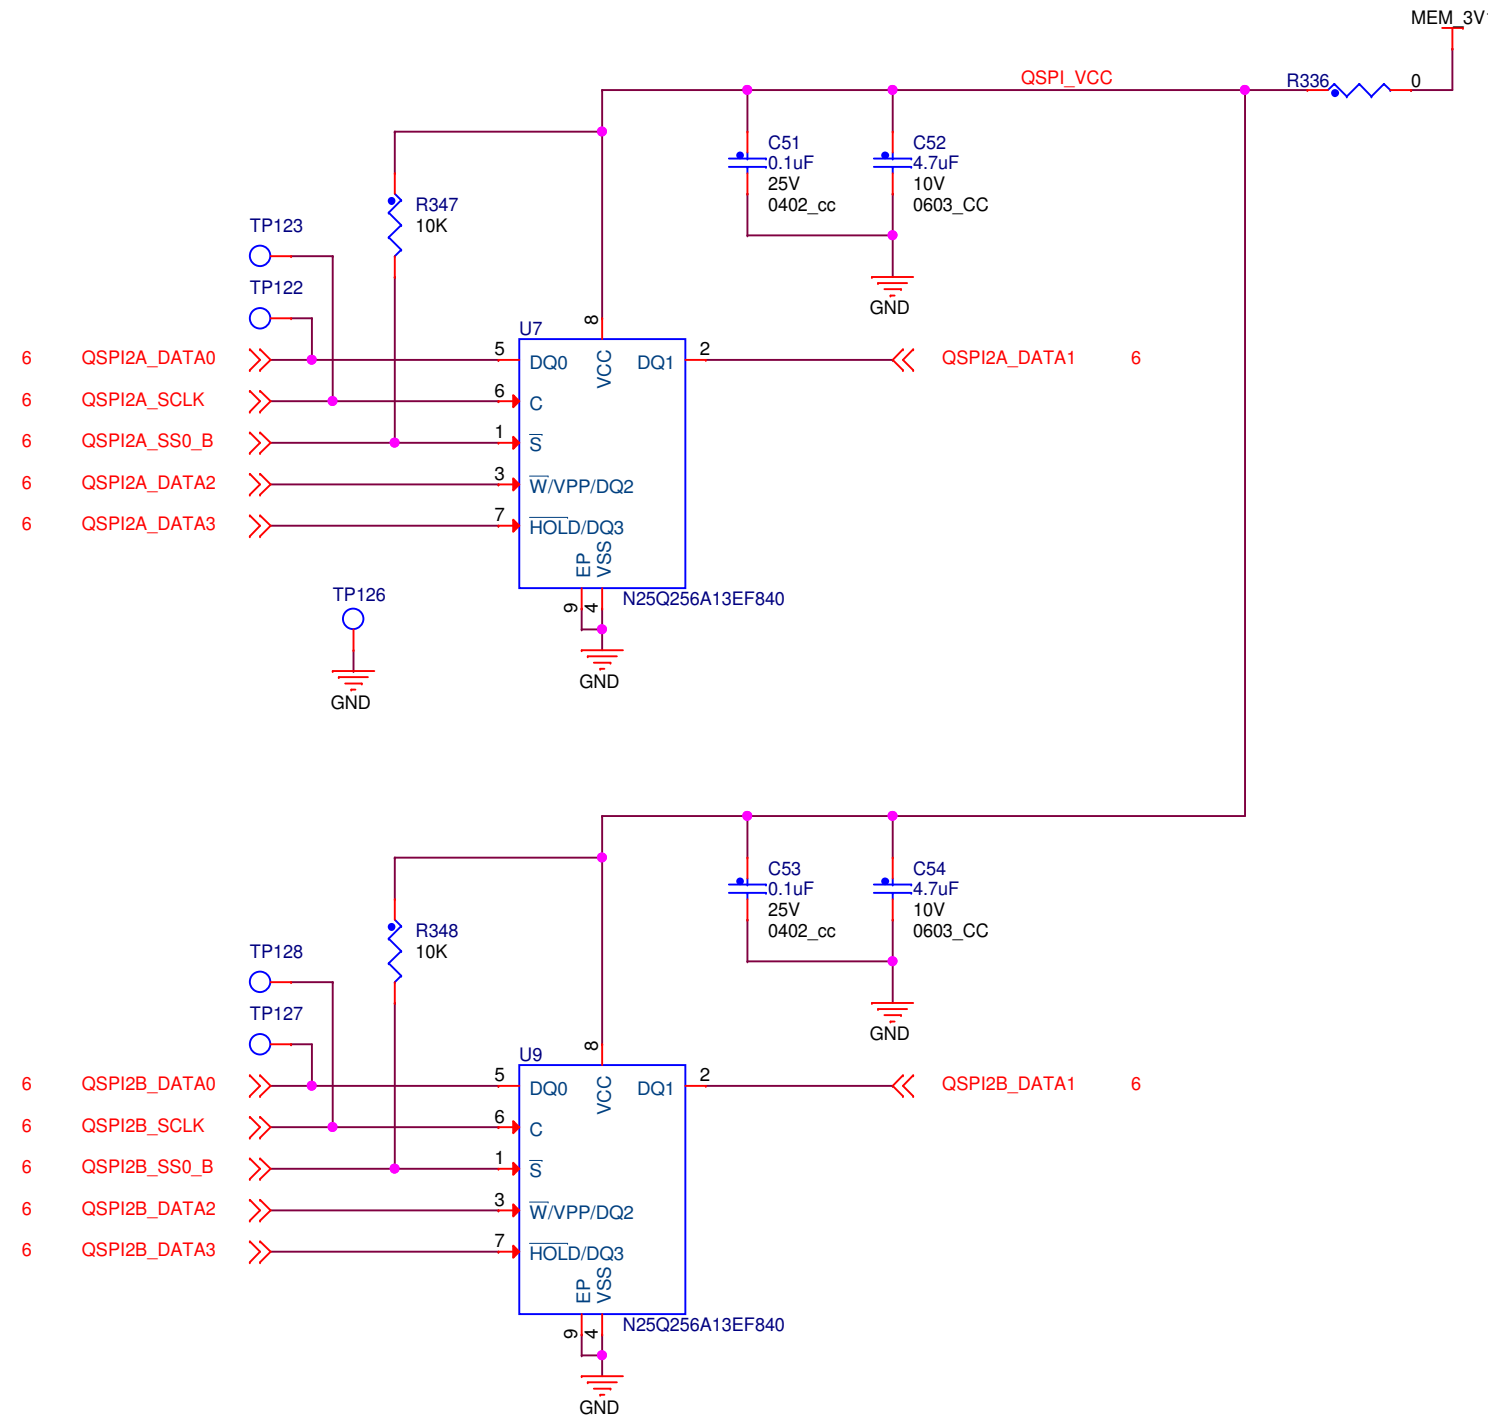 MEM_3V
QSPI_VCC
R336
0
C51
0.1uF
25V
0402_cc
C52
4.7uF
10V
0603_CC
GND
R347
10K
TP123
TP122
U7
8
6 QSPI2A_DATA0 5 DQ0 VCC DQ1 2 QSPI2A_DATA1 6
6 QSPI2A_SCLK 6 C
6 QSPI2A_SS0_B 1 S
6 QSPI2A_DATA2 3 W/VPP/DQ2
6 QSPI2A_DATA3 7 HOLD/DQ3
EP VSS
9 4 N25Q256A13EF840
GND
TP126
GND
C53
0.1uF
25V
0402_cc
C54
4.7uF
10V
0603_CC
GND
R348
10K
TP128
TP127
U9
8
6 QSPI2B_DATA0 5 DQ0 VCC DQ1 2 QSPI2B_DATA1 6
6 QSPI2B_SCLK 6 C
6 QSPI2B_SS0_B 1 S
6 QSPI2B_DATA2 3 W/VPP/DQ2
6 QSPI2B_DATA3 7 HOLD/DQ3
EP VSS
9 4 N25Q256A13EF840
GND